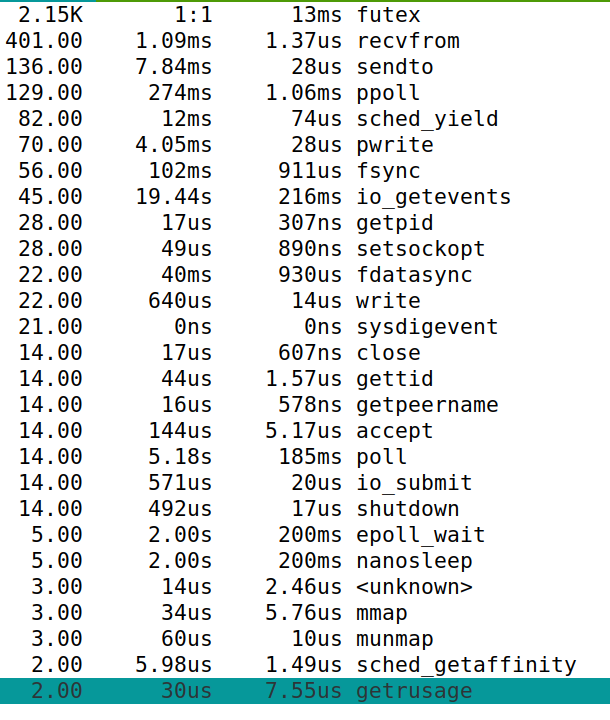 2.15K 1:1 13ms futex
401.00 1.09ms 1.37us recvfrom
136.00 7.84ms 28us sendto
129.00 274ms 1.06ms ppoll
82.00 12ms 74us sched_yield
70.00 4.05ms 28us pwrite
56.00 102ms 911us fsync
45.00 19.44s 216ms io_getevents
28.00 17us 307ns getpid
28.00 49us 890ns setsockopt
22.00 40ms 930us fdatasync
22.00 640us 14us write
21.00 0ns 0ns sysdigevent
14.00 17us 607ns close
14.00 44us 1.57us gettid
14.00 16us 578ns getpeername
14.00 144us 5.17us accept
14.00 5.18s 185ms poll
14.00 571us 20us io_submit
14.00 492us 17us shutdown
5.00 2.00s 200ms epoll_wait
5.00 2.00s 200ms nanosleep
3.00 14us 2.46us <unknown>
3.00 34us 5.76us mmap
3.00 60us 10us munmap
2.00 5.98us 1.49us sched_getaffinity
2.00 30us 7.55us getrusage